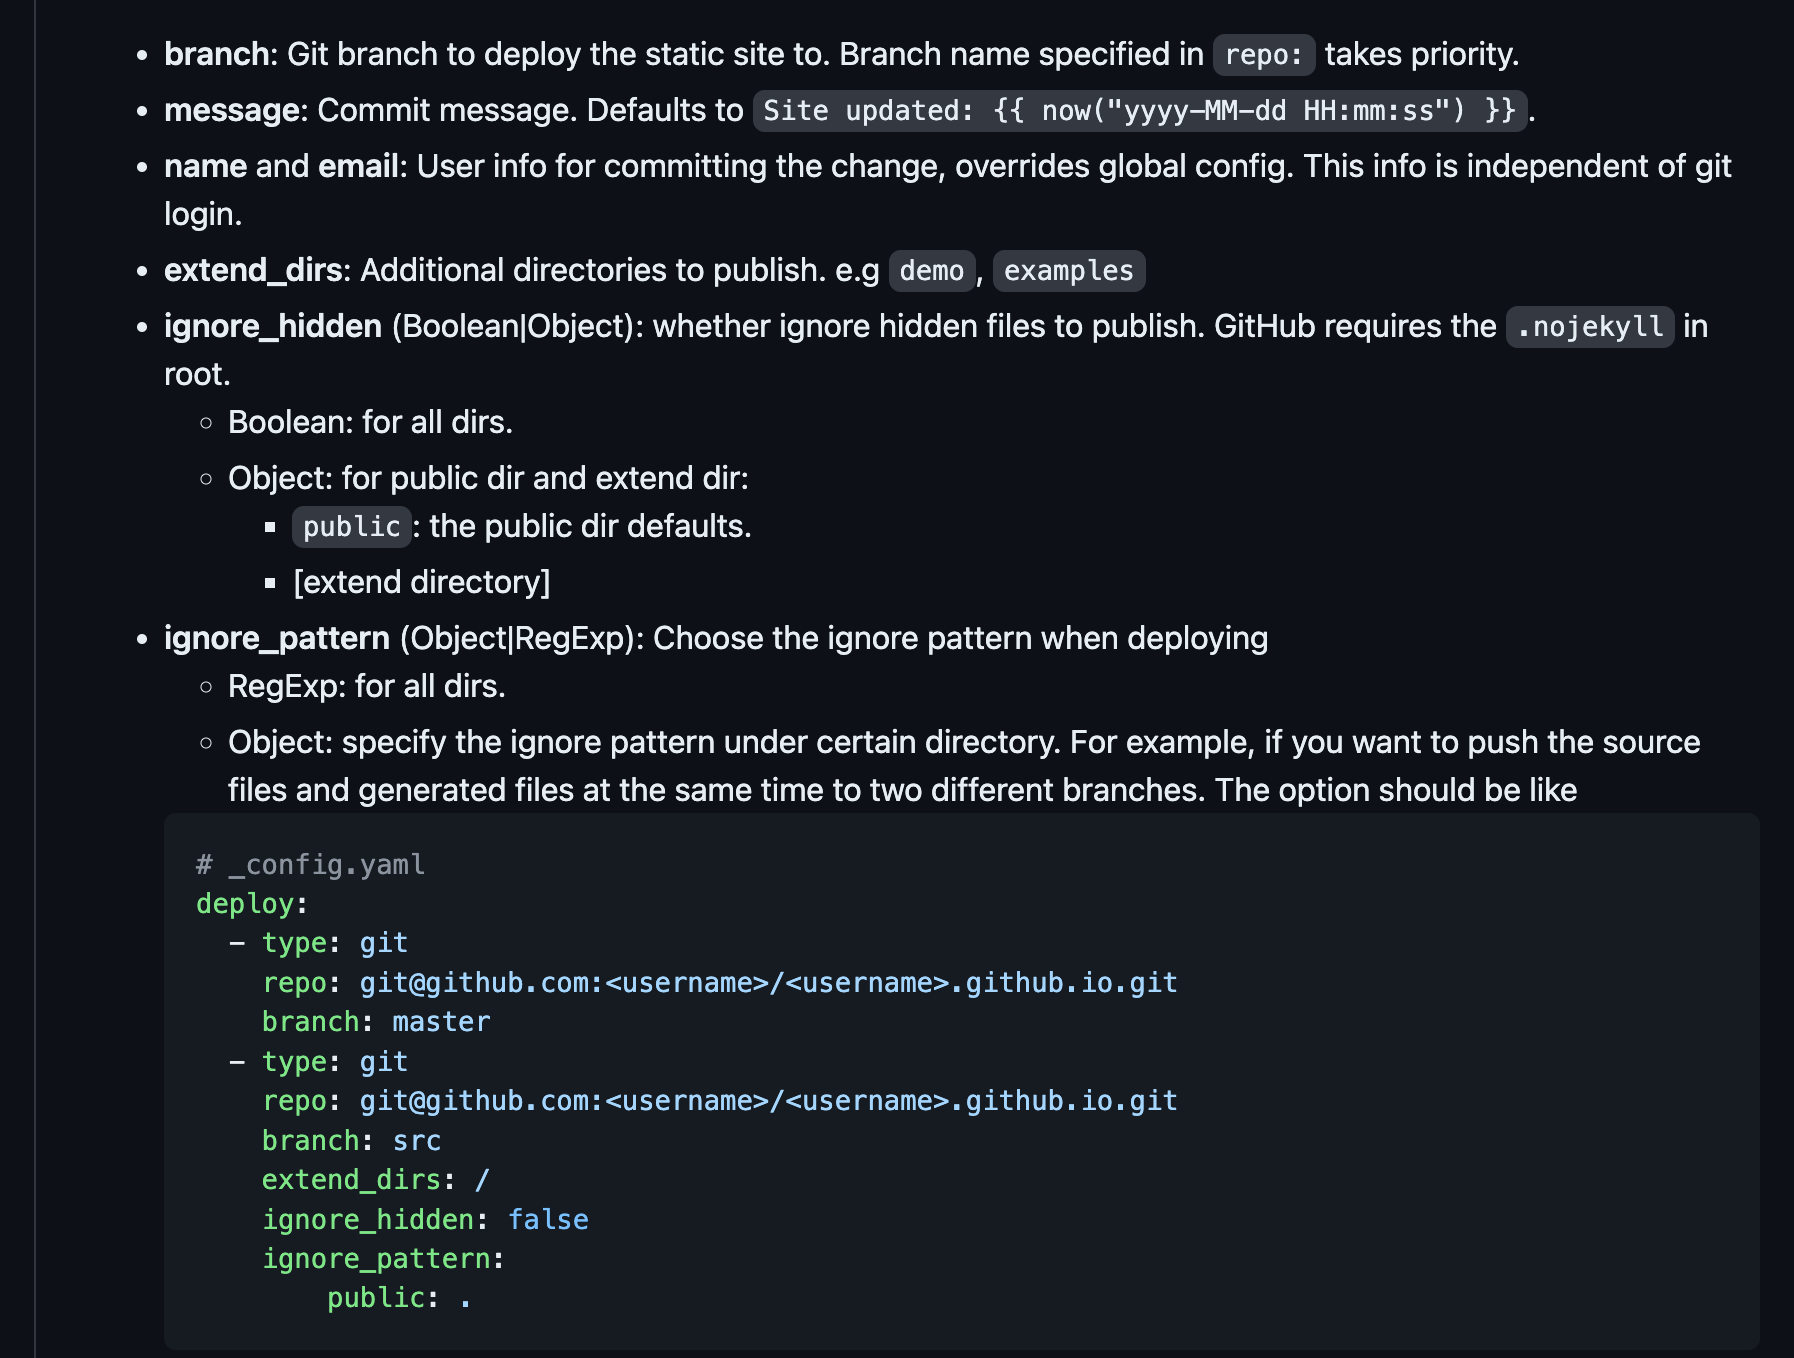 • branch: Git branch to deploy the static site to. Branch name specified in repo: takes priority.
• message: Commit message. Defaults to Site updated: {{ now("yyyy-MM-dd HH:mm:ss") }}.
• name and email: User info for committing the change, overrides global config. This info is independent of git
login.
• extend_dirs: Additional directories to publish. e.g demo, examples
• ignore_hidden (Boolean|Object): whether ignore hidden files to publish. GitHub requires the .nojekyll in
root.
○ Boolean: for all dirs.
○ Object: for public dir and extend dir:
▪ public: the public dir defaults.
▪ [extend directory]
• ignore_pattern (Object|RegExp): Choose the ignore pattern when deploying
○ RegExp: for all dirs.
○ Object: specify the ignore pattern under certain directory. For example, if you want to push the source
files and generated files at the same time to two different branches. The option should be like
# _config.yaml
deploy:
  - type: git
    repo: git@github.com:<username>/<username>.github.io.git
    branch: master
  - type: git
    repo: git@github.com:<username>/<username>.github.io.git
    branch: src
    extend_dirs: /
    ignore_hidden: false
    ignore_pattern:
        public: .